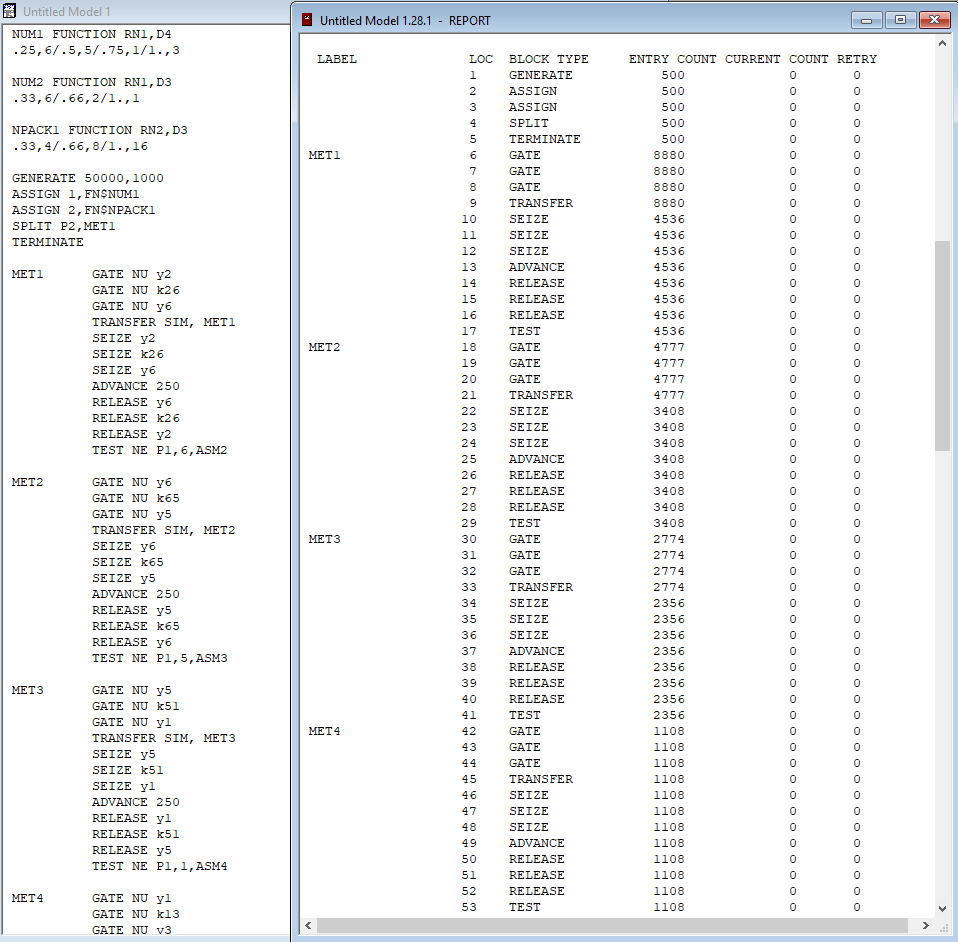 Untitled Model 1
NUM1 FUNCTION RN1,D4
.25,6/.5,5/.75,1/1.,3
NUM2 FUNCTION RN1,D3
.33,6/.66,2/1.,1
NPACK1 FUNCTION RN2,D3
.33,4/.66,8/1.,16
GENERATE 50000,1000
ASSIGN 1,FN$NUM1
ASSIGN 2,FN$NPACK1
SPLIT P2,MET1
TERMINATE
MET1 GATE NU y2
GATE NU k26
GATE NU y6
TRANSFER SIM, MET1
SEIZE y2
SEIZE k26
SEIZE y6
ADVANCE 250
RELEASE y6
RELEASE k26
RELEASE y2
TEST NE P1,6,ASM2
MET2 GATE NU y6
GATE NU k65
GATE NU y5
TRANSFER SIM, MET2
SEIZE y6
SEIZE k65
SEIZE y5
ADVANCE 250
RELEASE y5
RELEASE k65
RELEASE y6
TEST NE P1,5,ASM3
MET3 GATE NU y5
GATE NU k51
GATE NU y1
TRANSFER SIM, MET3
SEIZE y5
SEIZE k51
SEIZE y1
ADVANCE 250
RELEASE y1
RELEASE k51
RELEASE y5
TEST NE P1,1,ASM4
MET4 GATE NU y1
GATE NU k13
GATE NU y3
Untitled Model 1.28.1 - REPORT
LABEL LOC BLOCK TYPE ENTRY COUNT CURRENT COUNT RETRY
1 GENERATE 500 0 0
2 ASSIGN 500 0 0
3 ASSIGN 500 0 0
4 SPLIT 500 0 0
5 TERMINATE 500 0 0
MET1 6 GATE 8880 0 0
7 GATE 8880 0 0
8 GATE 8880 0 0
9 TRANSFER 8880 0 0
10 SEIZE 4536 0 0
11 SEIZE 4536 0 0
12 SEIZE 4536 0 0
13 ADVANCE 4536 0 0
14 RELEASE 4536 0 0
15 RELEASE 4536 0 0
16 RELEASE 4536 0 0
17 TEST 4536 0 0
MET2 18 GATE 4777 0 0
19 GATE 4777 0 0
20 GATE 4777 0 0
21 TRANSFER 4777 0 0
22 SEIZE 3408 0 0
23 SEIZE 3408 0 0
24 SEIZE 3408 0 0
25 ADVANCE 3408 0 0
26 RELEASE 3408 0 0
27 RELEASE 3408 0 0
28 RELEASE 3408 0 0
29 TEST 3408 0 0
MET3 30 GATE 2774 0 0
31 GATE 2774 0 0
32 GATE 2774 0 0
33 TRANSFER 2774 0 0
34 SEIZE 2356 0 0
35 SEIZE 2356 0 0
36 SEIZE 2356 0 0
37 ADVANCE 2356 0 0
38 RELEASE 2356 0 0
39 RELEASE 2356 0 0
40 RELEASE 2356 0 0
41 TEST 2356 0 0
MET4 42 GATE 1108 0 0
43 GATE 1108 0 0
44 GATE 1108 0 0
45 TRANSFER 1108 0 0
46 SEIZE 1108 0 0
47 SEIZE 1108 0 0
48 SEIZE 1108 0 0
49 ADVANCE 1108 0 0
50 RELEASE 1108 0 0
51 RELEASE 1108 0 0
52 RELEASE 1108 0 0
53 TEST 1108 0 0